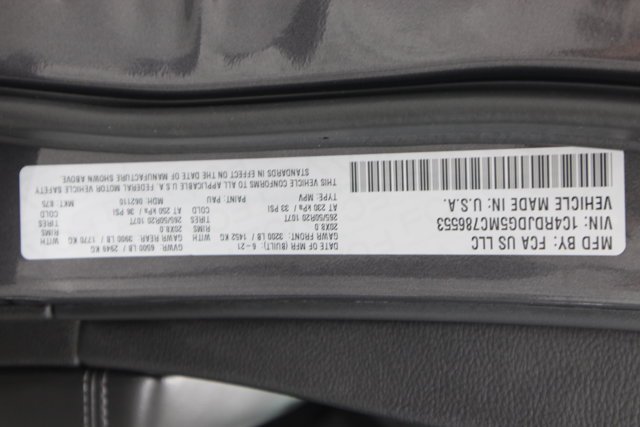 MFD BY: FCA US LLC
VIN: 1C4RDJDG5MC786553
VEHICLE MADE IN U.S.A.
DATE OF MFR (BUILT): 6-21 GVWR: 6500 LB / 2948 KG
GAWR FRONT: 3200 LB / 1452 KG GAWR REAR: 3900 LB / 1770 KG
20X8.0 RIMS 20X8.0 RIMS
265/50R20 107T TIRES 265/50R20 107T TIRES
AT 230 kPa / 33 PSI COLD AT 250 kPa / 36 PSI COLD
TYPE: MPV PAINT: PAU MDH: 062116 MKT: 875
THIS VEHICLE CONFORMS TO ALL APPLICABLE U.S.A. FEDERAL MOTOR VEHICLE SAFETY
STANDARDS IN EFFECT ON THE DATE OF MANUFACTURE SHOWN ABOVE.